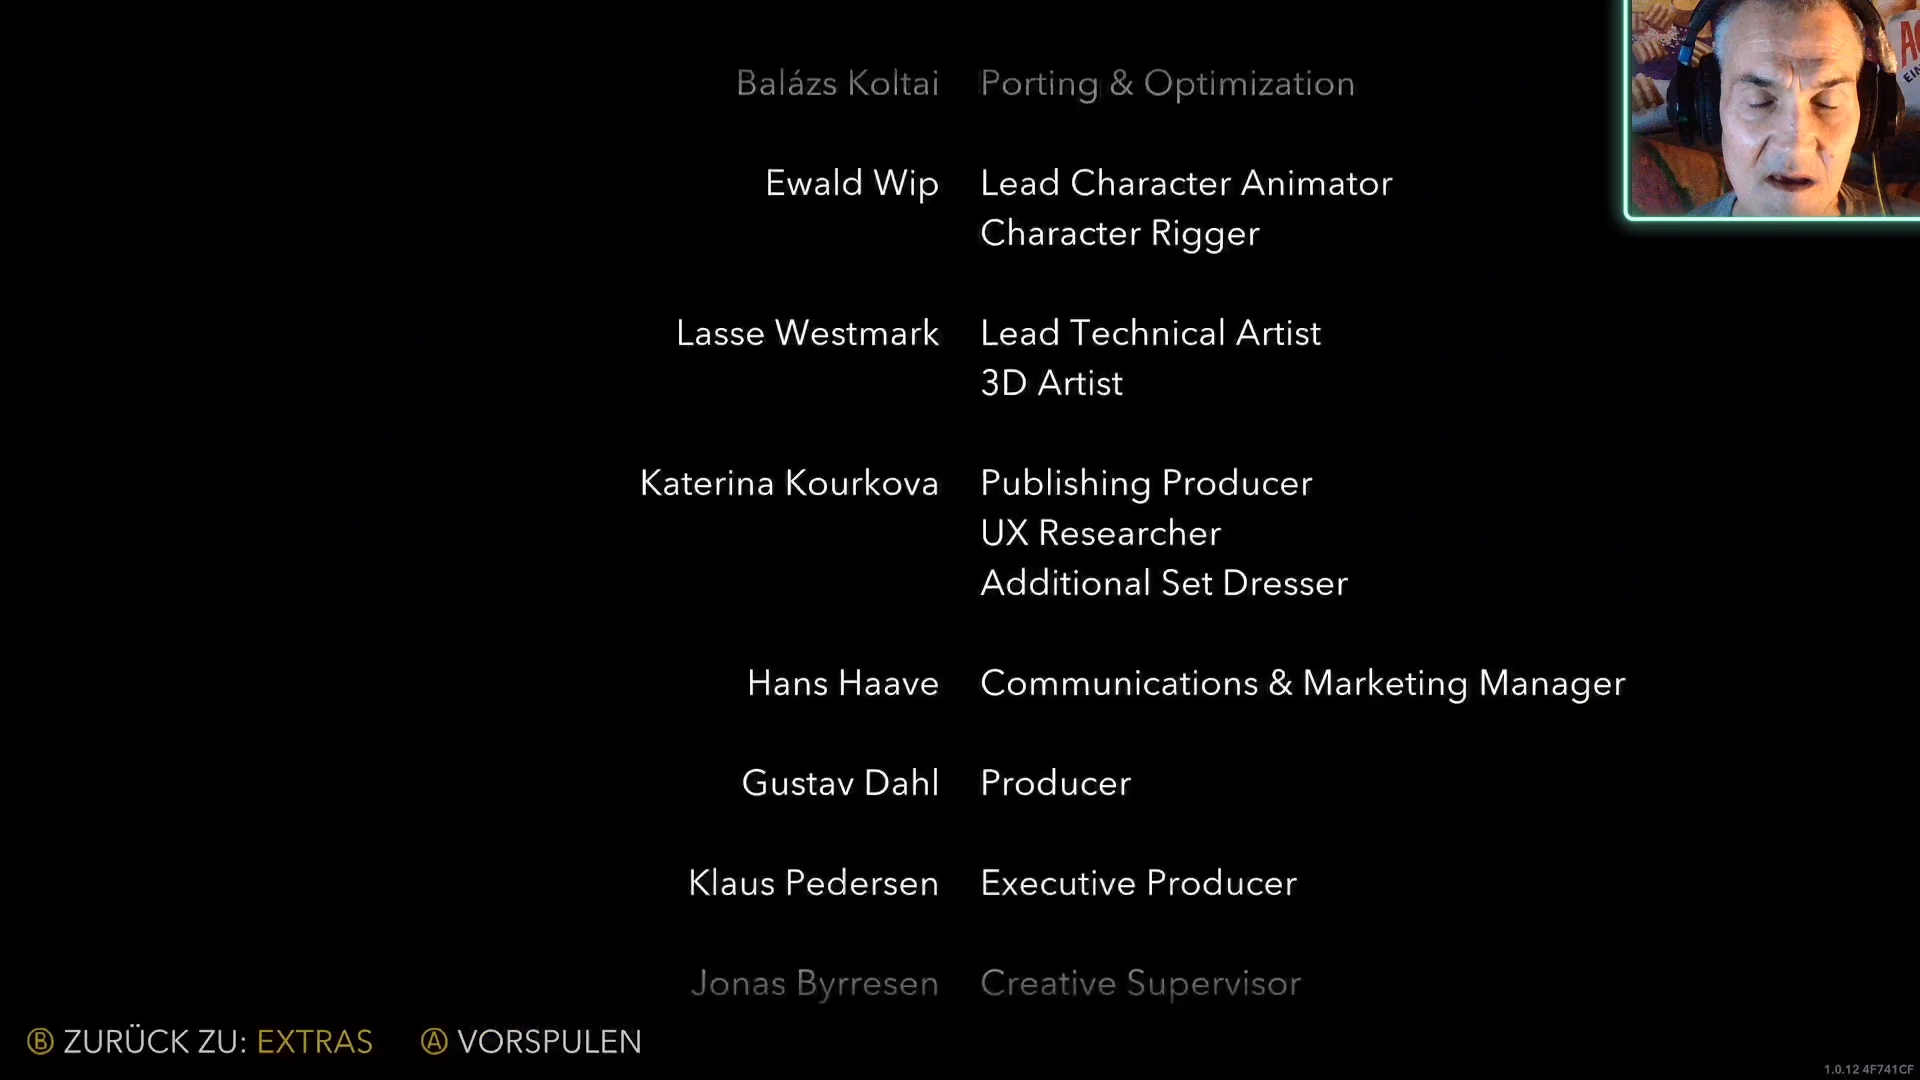 Balázs Koltai Porting & Optimization
Ewald Wip Lead Character Animator
Character Rigger
Lasse Westmark Lead Technical Artist
3D Artist
Katerina Kourkova Publishing Producer
UX Researcher
Additional Set Dresser
Hans Haave Communications & Marketing Manager
Gustav Dahl Producer
Klaus Pedersen Executive Producer
Jonas Byrresen Creative Supervisor
Ⓑ ZURÜCK ZU: EXTRAS Ⓐ VORSPULEN
1.0.12 4F741CF